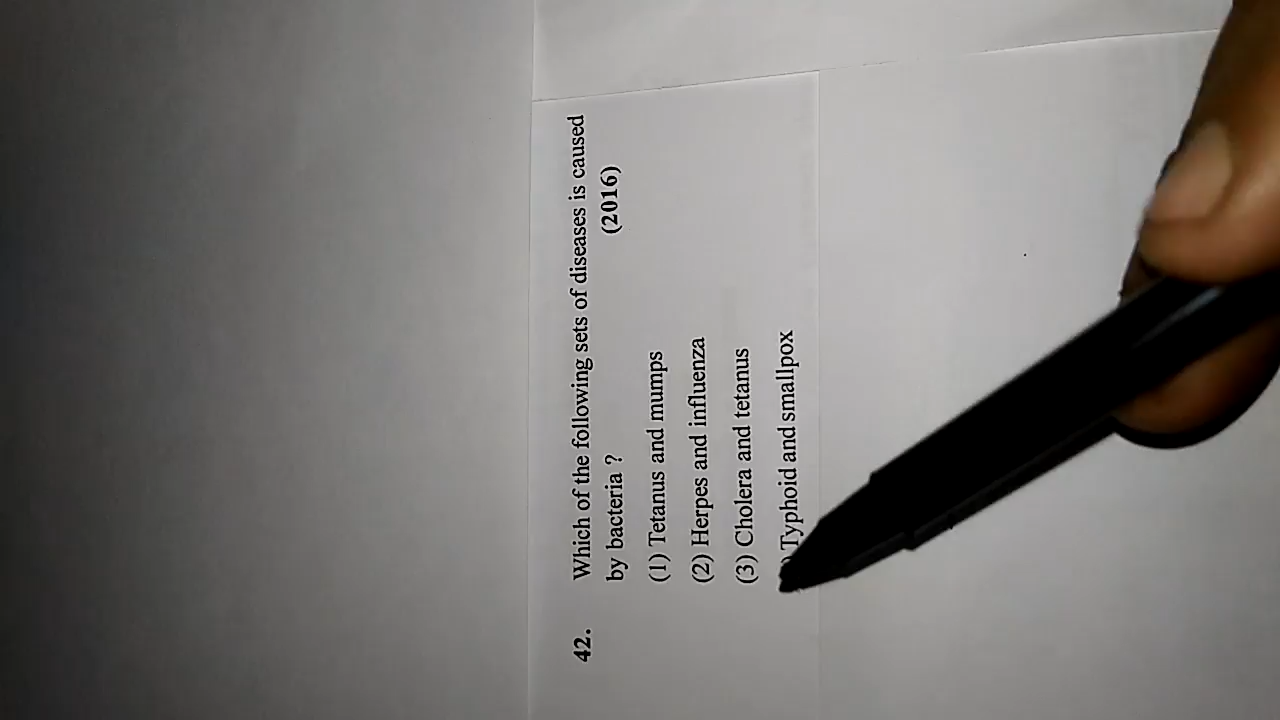 42. Which of the following sets of diseases is caused
by bacteria ? (2016)
(1) Tetanus and mumps
(2) Herpes and influenza
(3) Cholera and tetanus
) Typhoid and smallpox